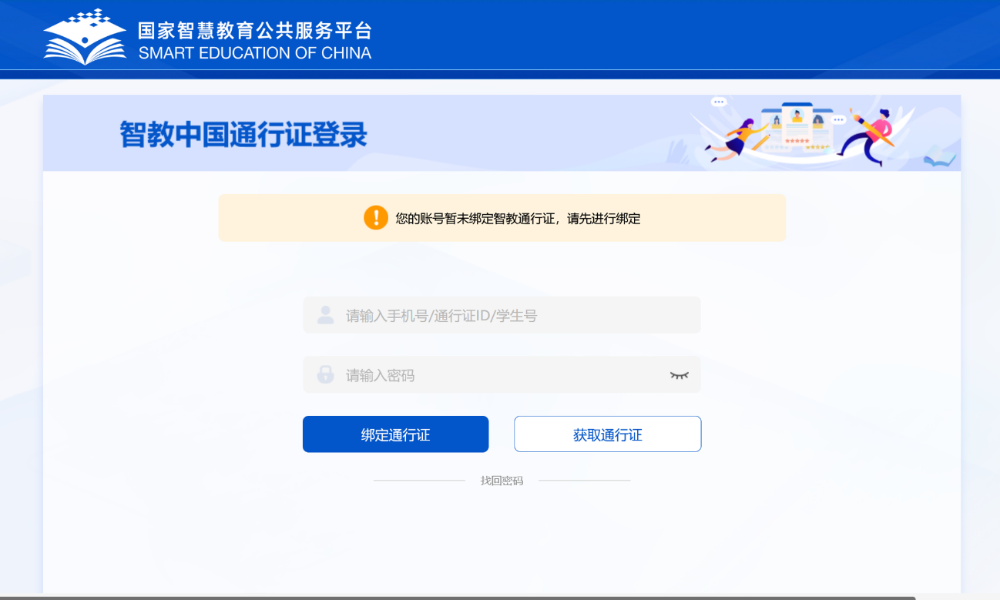 国家智慧教育公共服务平台
SMART EDUCATION OF CHINA
智教中国通行证登录
您的账号暂未绑定智教通行证，请先进行绑定
请输入手机号/通行证ID/学生号
请输入密码
绑定通行证
获取通行证
找回密码